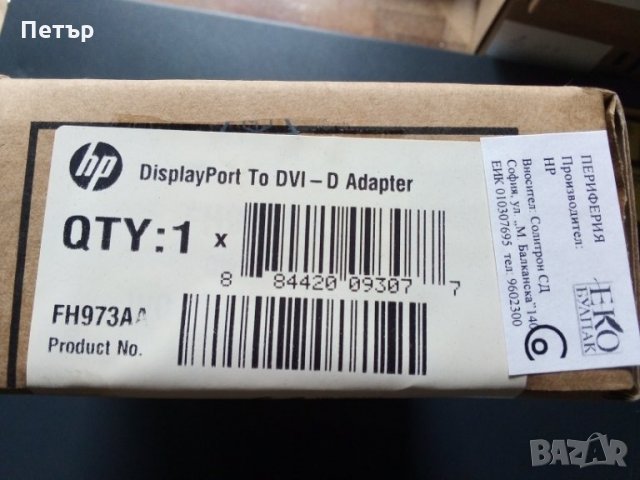 Петър
hp
DisplayPort To DVI – D Adapter
QTY:1 x
8 84420 09307 7
FH973AA
Product No.
ПЕРИФЕРИЯ
Производител:
HP
Вносител: Солитрон СД
София, ул. „М. Балканска" 140
ЕИК 010307695 тел. 9602300
ЕКО
БУЛПАК
BAZAR